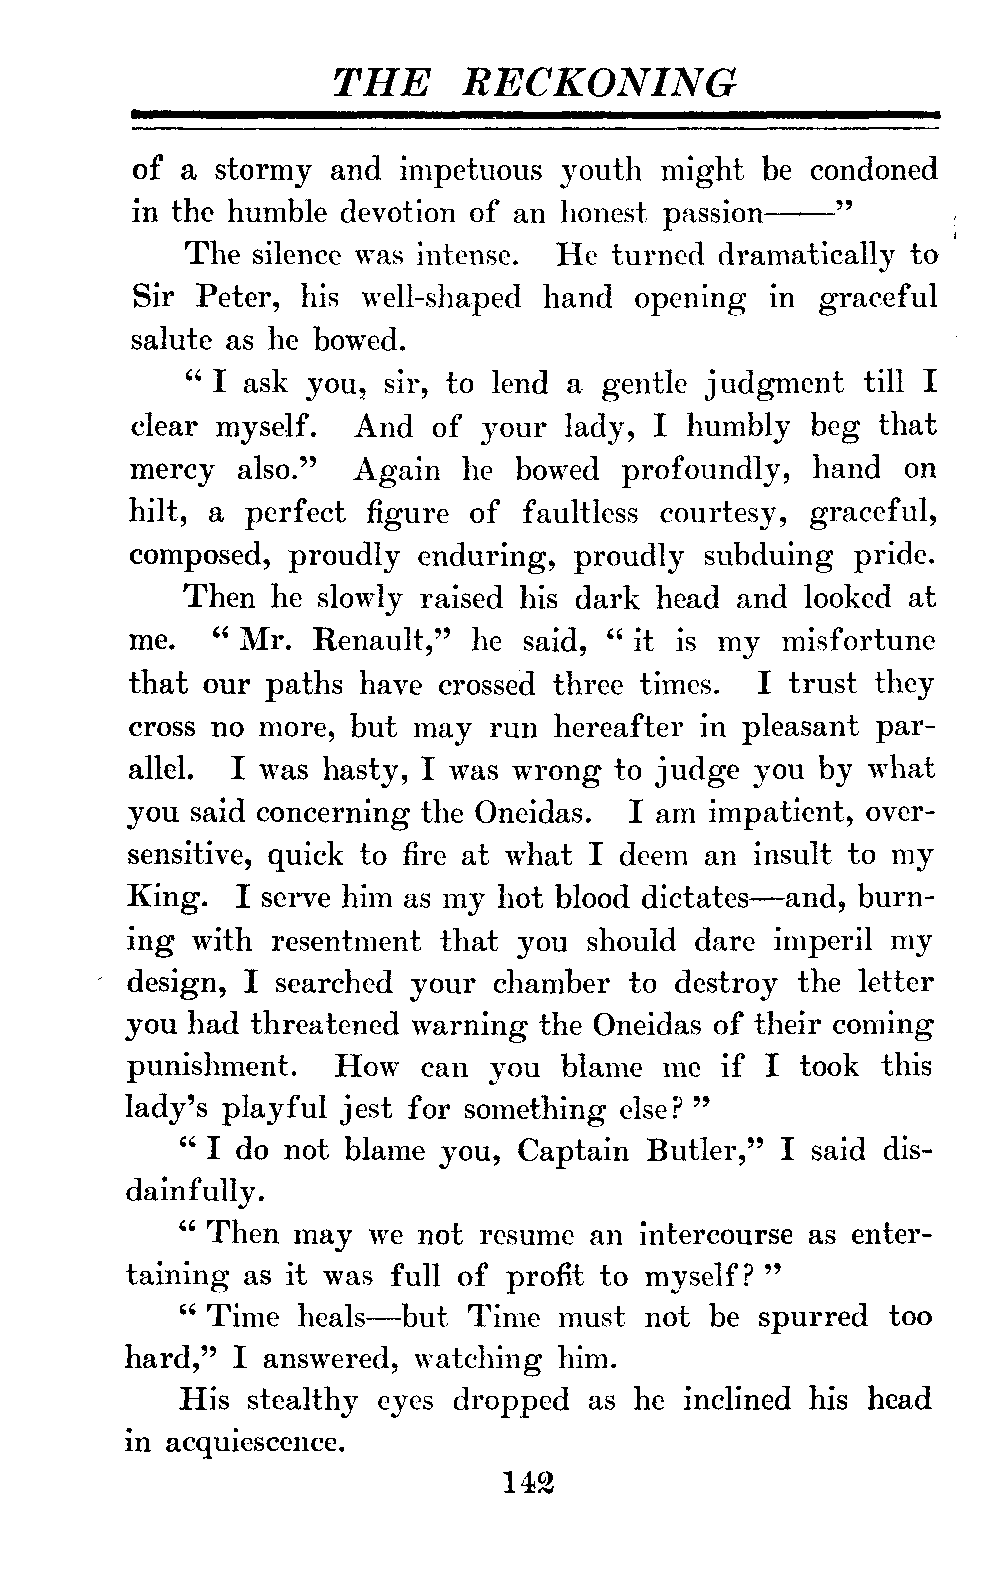 THE RECKONING
of a stormy and impetuous youth might be condoned
in the humble devotion of an honest passion——”
The silence was intense. He turned dramatically to
Sir Peter, his well-shaped hand opening in graceful
salute as he bowed.
“ I ask you, sir, to lend a gentle judgment till I
clear myself. And of your lady, I humbly beg that
mercy also.” Again he bowed profoundly, hand on
hilt, a perfect figure of faultless courtesy, graceful,
composed, proudly enduring, proudly subduing pride.
Then he slowly raised his dark head and looked at
me. “ Mr. Renault,” he said, “ it is my misfortune
that our paths have crossed three times. I trust they
cross no more, but may run hereafter in pleasant par-
allel. I was hasty, I was wrong to judge you by what
you said concerning the Oneidas. I am impatient, over-
sensitive, quick to fire at what I deem an insult to my
King. I serve him as my hot blood dictates—and, burn-
ing with resentment that you should dare imperil my
design, I searched your chamber to destroy the letter
you had threatened warning the Oneidas of their coming
punishment. How can you blame me if I took this
lady’s playful jest for something else? ”
“ I do not blame you, Captain Butler,” I said dis-
dainfully.
“ Then may we not resume an intercourse as enter-
taining as it was full of profit to myself? ”
“ Time heals—but Time must not be spurred too
hard,” I answered, watching him.
His stealthy eyes dropped as he inclined his head
in acquiescence.
142